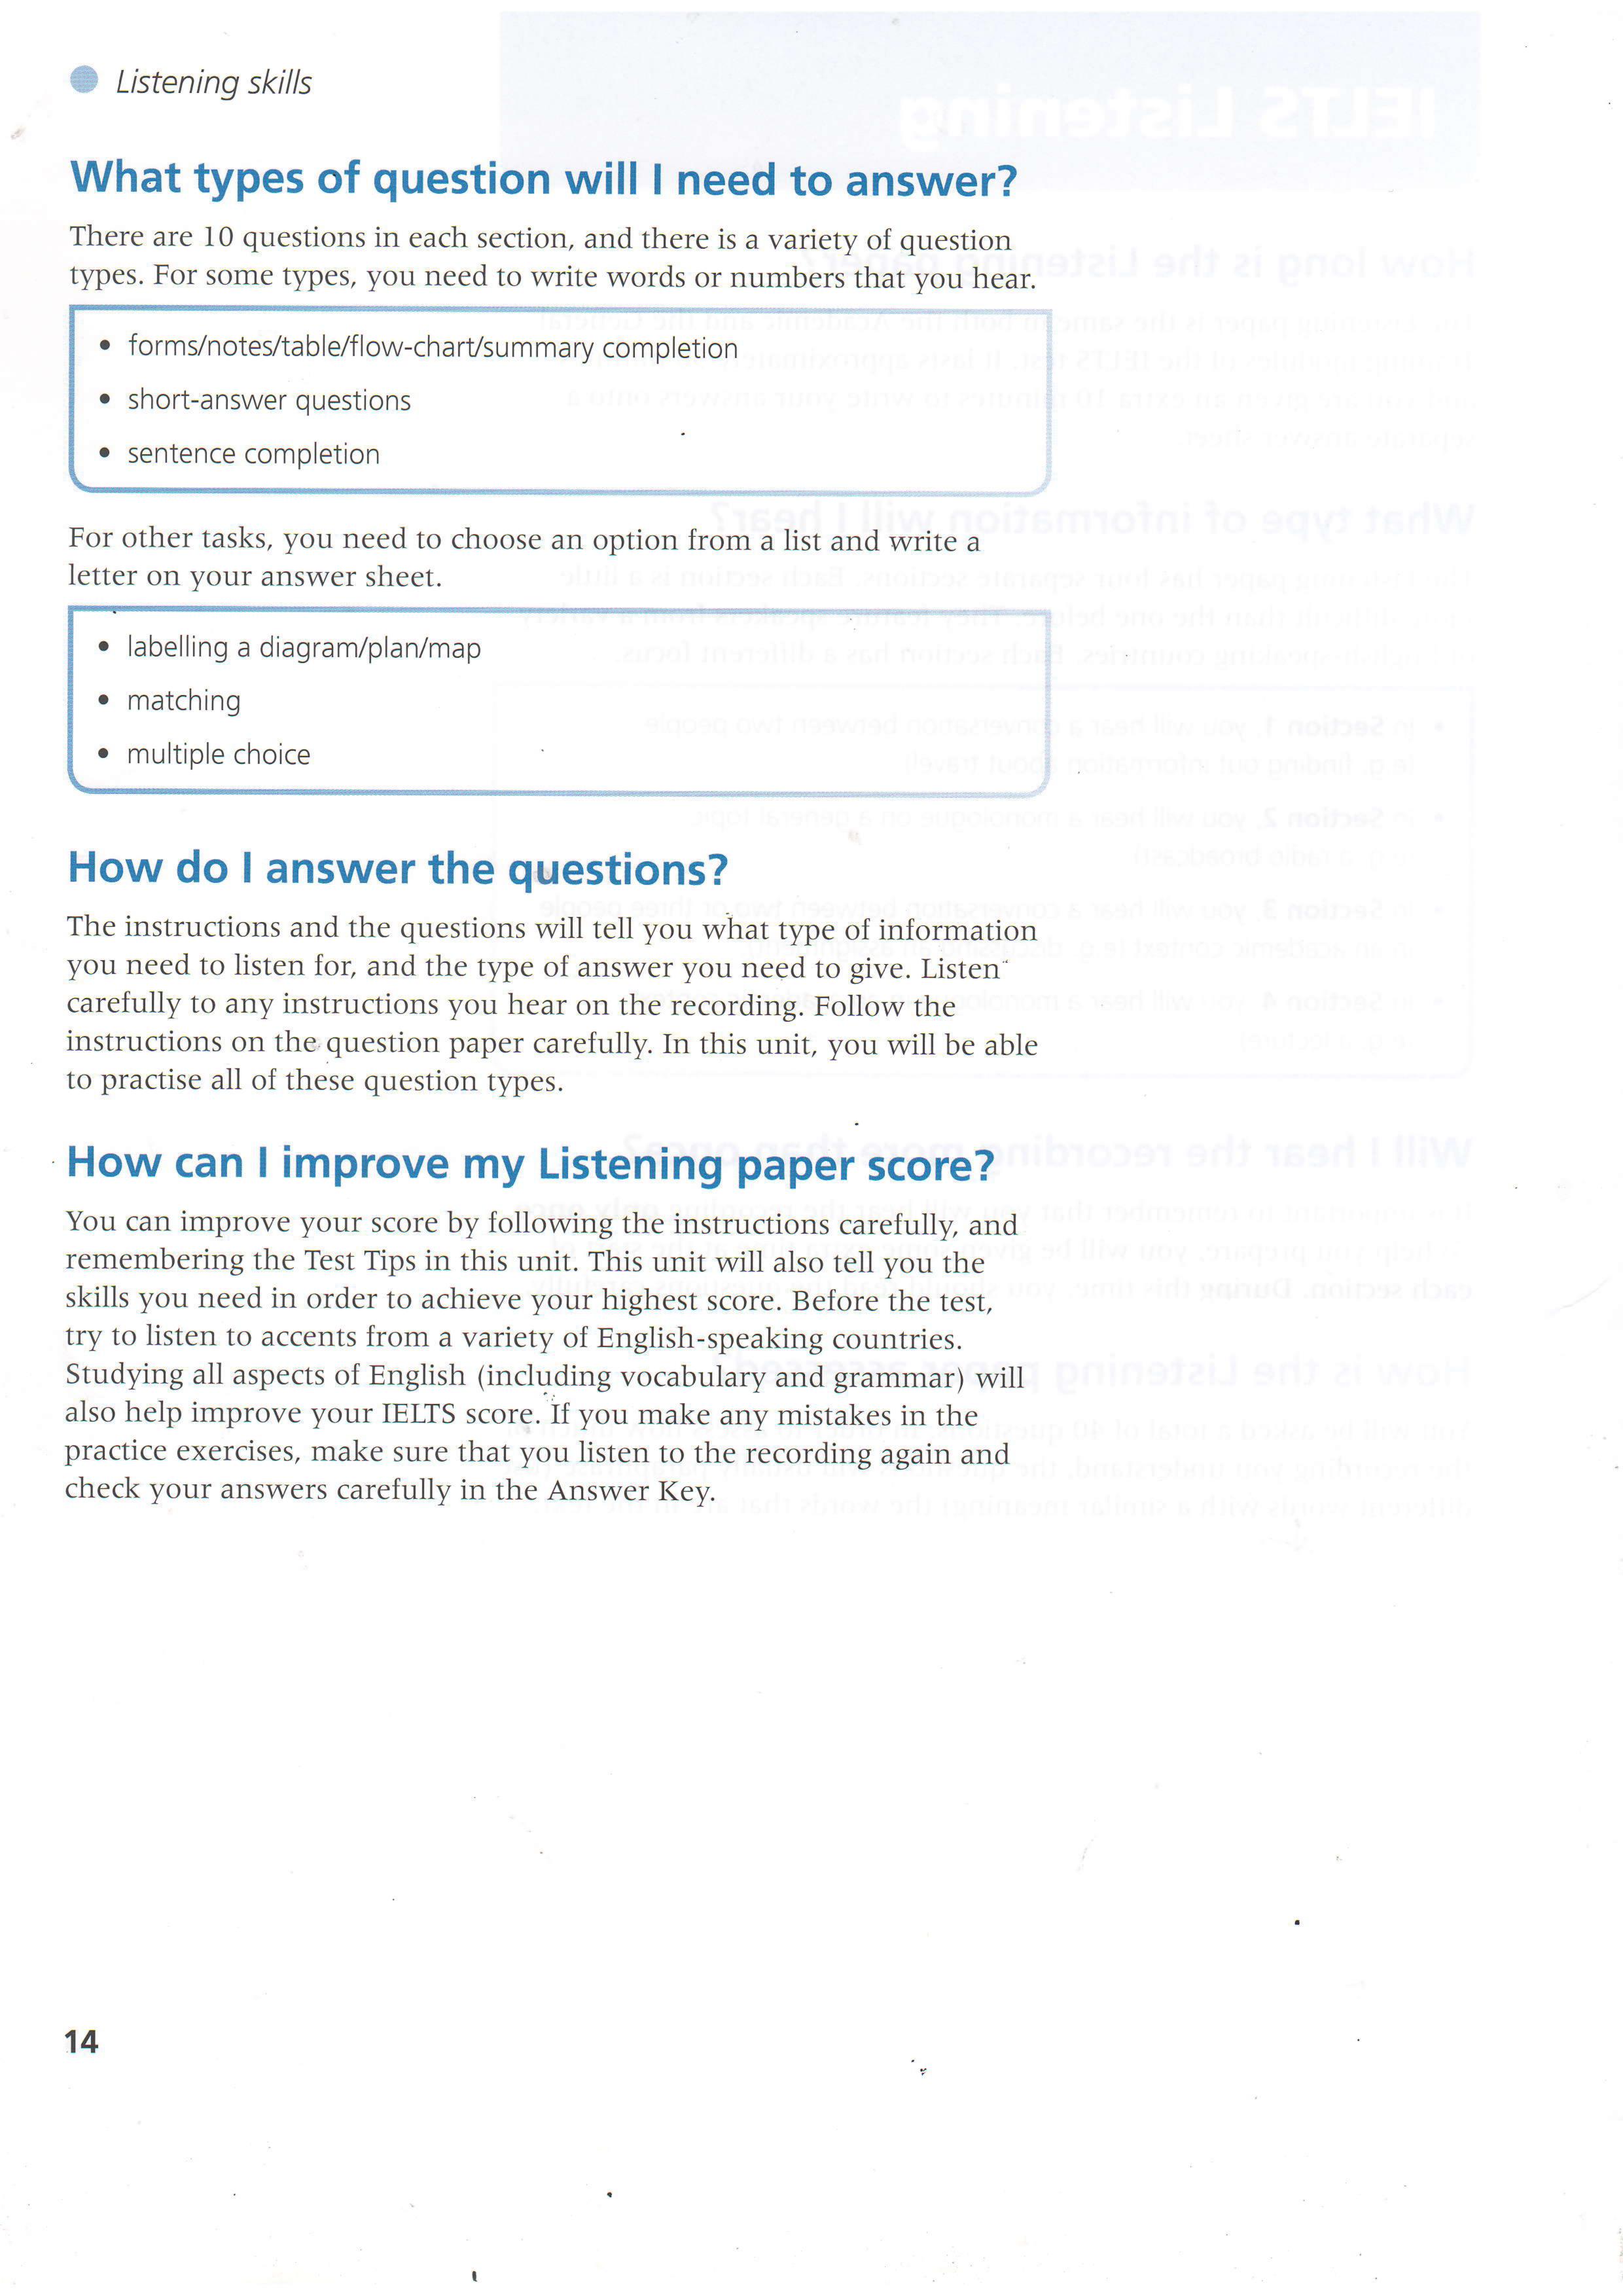 Listening skills
What types of question will I need to answer?
There are 10 questions in each section, and there is a variety of question
types. For some types, you need to write words or numbers that you hear.
• forms/notes/table/flow-chart/summary completion
• short-answer questions
• sentence completion
For other tasks, you need to choose an option from a list and write a
letter on your answer sheet.
• labelling a diagram/plan/map
• matching
• multiple choice
How do I answer the questions?
The instructions and the questions will tell you what type of information
you need to listen for, and the type of answer you need to give. Listen
carefully to any instructions you hear on the recording. Follow the
instructions on the question paper carefully. In this unit, you will be able
to practise all of these question types.
How can I improve my Listening paper score?
You can improve your score by following the instructions carefully, and
remembering the Test Tips in this unit. This unit will also tell you the
skills you need in order to achieve your highest score. Before the test,
try to listen to accents from a variety of English-speaking countries.
Studying all aspects of English (including vocabulary and grammar) will
also help improve your IELTS score. If you make any mistakes in the
practice exercises, make sure that you listen to the recording again and
check your answers carefully in the Answer Key.
14